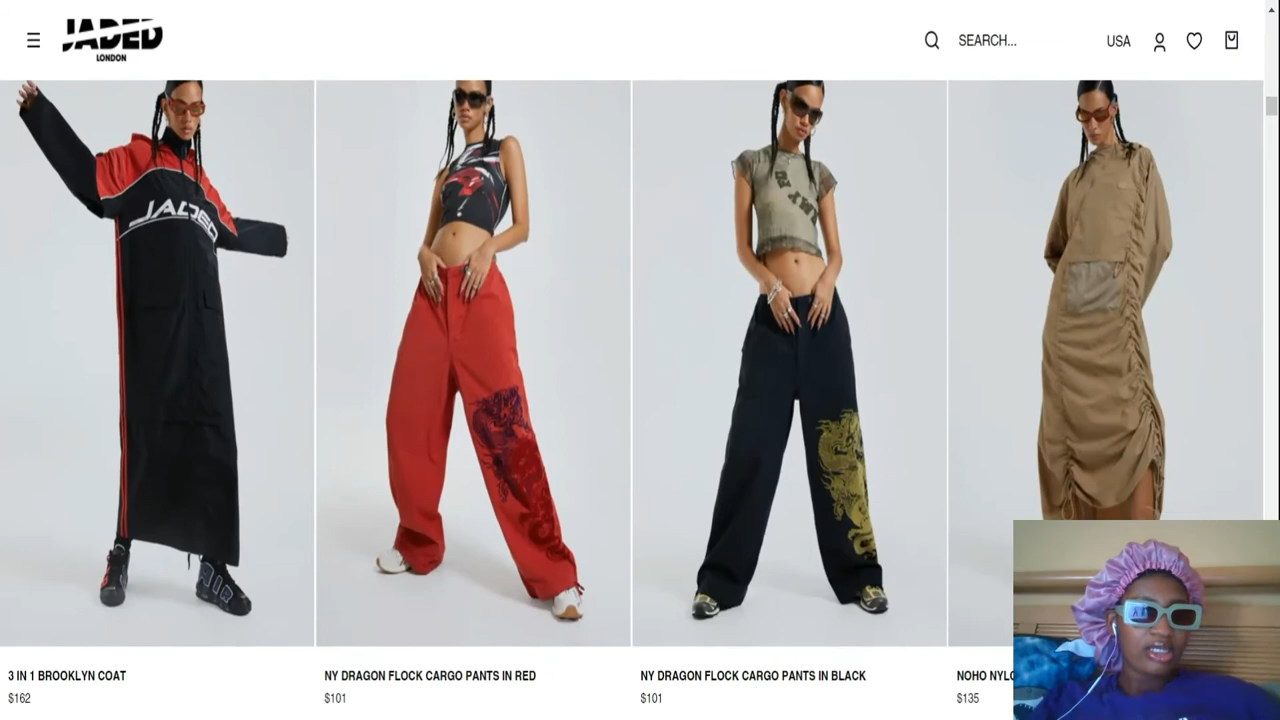 JADED
LONDON
SEARCH...
USA
JADED
AIR
3 IN 1 BROOKLYN COAT
$162
NY DRAGON FLOCK CARGO PANTS IN RED
$101
NY DRAGON FLOCK CARGO PANTS IN BLACK
$101
NOHO NYLO
$135